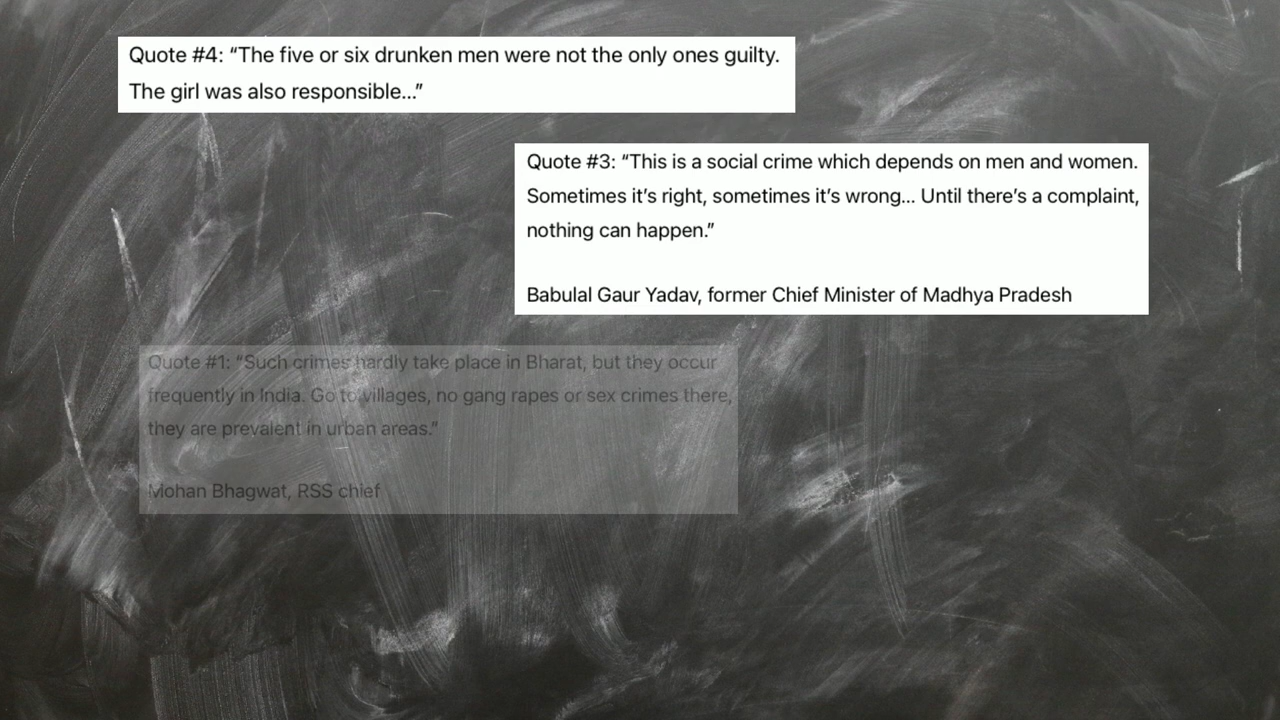 Quote #4: “The five or six drunken men were not the only ones guilty.
The girl was also responsible...”
Quote #3: “This is a social crime which depends on men and women.
Sometimes it’s right, sometimes it’s wrong... Until there’s a complaint,
nothing can happen.”
Babulal Gaur Yadav, former Chief Minister of Madhya Pradesh
Quote #1: “Such crimes hardly take place in Bharat, but they occur
frequently in India. Go to villages, no gang rapes or sex crimes there,
they are prevalent in urban areas.”
Mohan Bhagwat, RSS chief